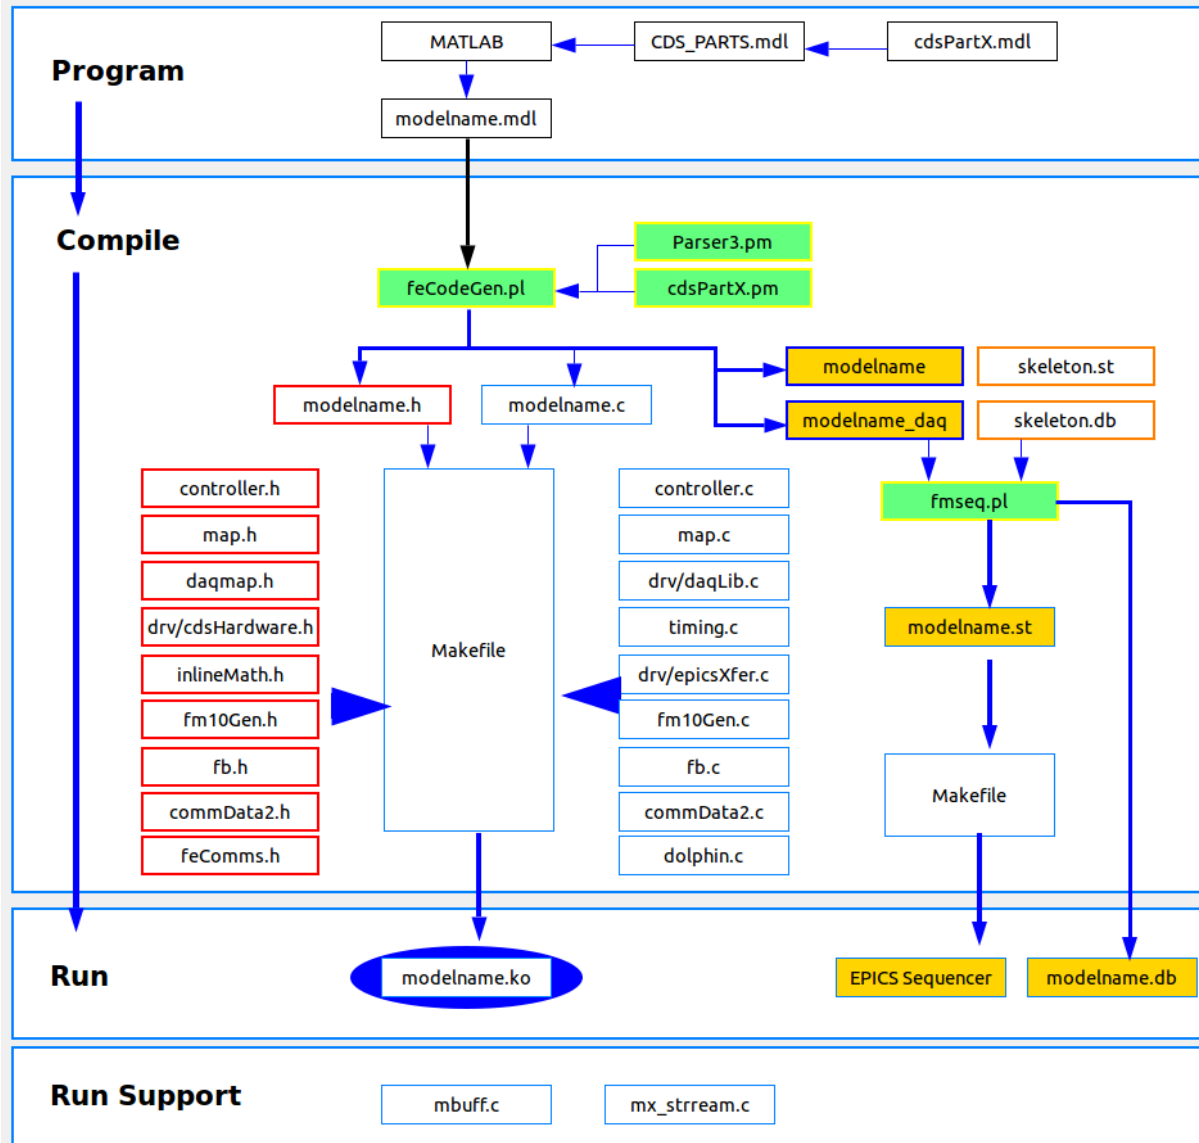 Program
MATLAB
CDS_PARTS.mdl
cdsPartX.mdl
modelname.mdl
Compile
Parser3.pm
feCodeGen.pl
cdsPartX.pm
modelname
skeleton.st
modelname.h
modelname.c
modelname_daq
skeleton.db
controller.h
map.h
daqmap.h
drv/cdsHardware.h
inlineMath.h
fm10Gen.h
fb.h
commData2.h
feComms.h
Makefile
controller.c
map.c
drv/daqLib.c
timing.c
drv/epicsXfer.c
fm10Gen.c
fb.c
commData2.c
dolphin.c
fmseq.pl
modelname.st
Makefile
Run
modelname.ko
EPICS Sequencer
modelname.db
Run Support
mbuff.c
mx_strream.c